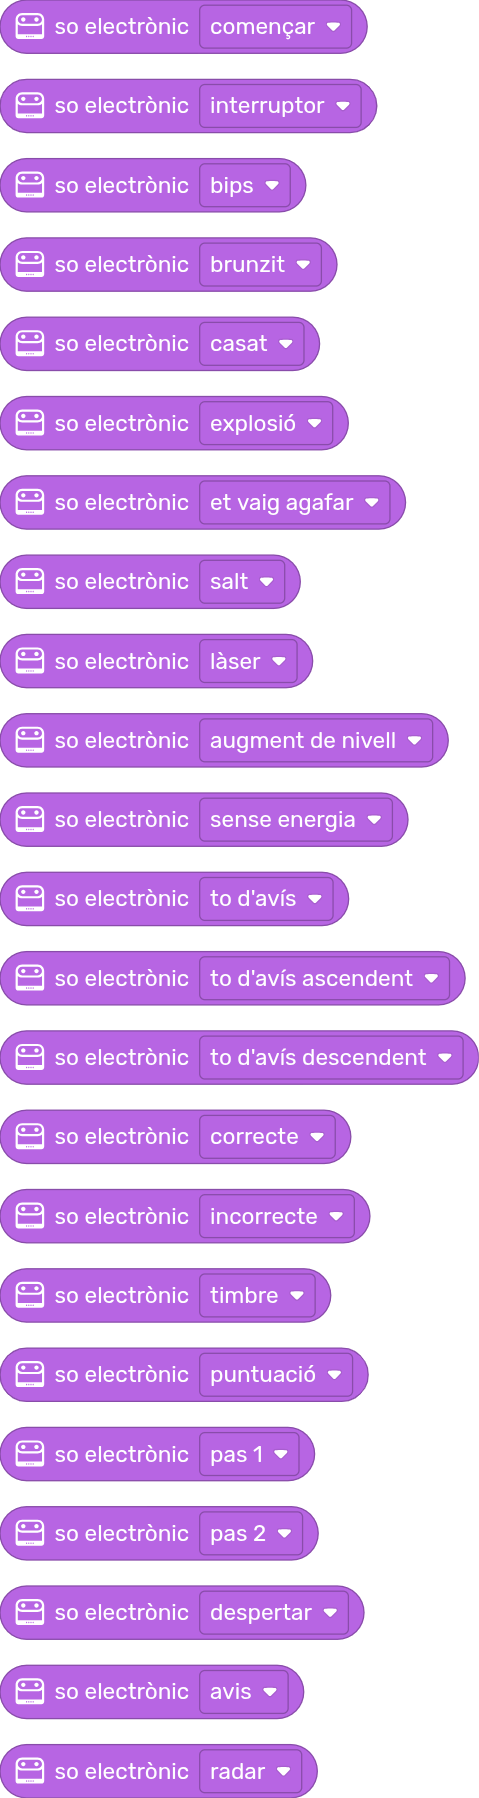 so electrònic començar
so electrònic interruptor
so electrònic bips
so electrònic brunzit
so electrònic casat
so electrònic explosió
so electrònic et vaig agafar
so electrònic salt
so electrònic làser
so electrònic augment de nivell
so electrònic sense energia
so electrònic to d'avís
so electrònic to d'avís ascendent
so electrònic to d'avís descendent
so electrònic correcte
so electrònic incorrecte
so electrònic timbre
so electrònic puntuació
so electrònic pas 1
so electrònic pas 2
so electrònic despertar
so electrònic avis
so electrònic radar